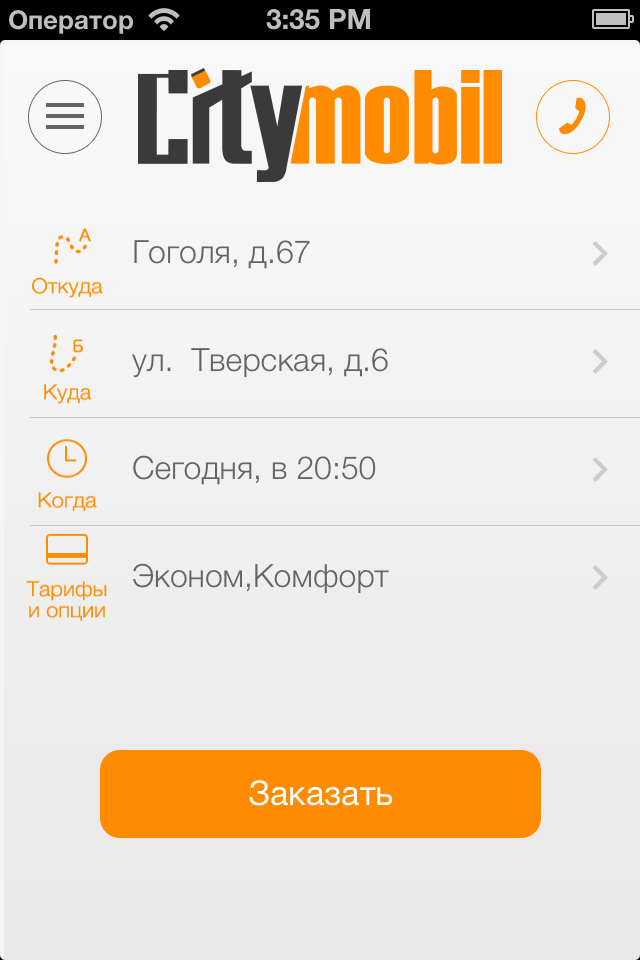 Оператор 3:35 PM
Citymobil
А
Гоголя, д.67
Откуда
Б
ул. Тверская, д.6
Куда
Сегодня, в 20:50
Когда
Эконом,Комфорт
Тарифы
и опции
Заказать